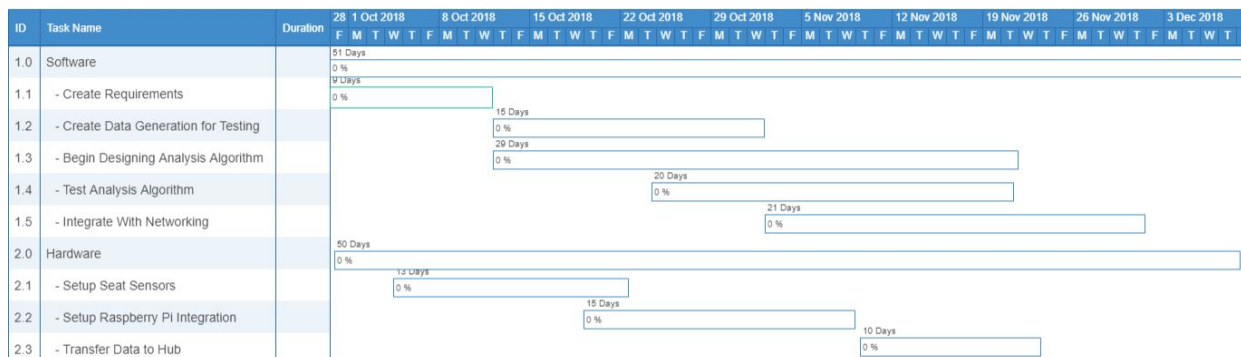 ID Task Name Duration 28 1 Oct 2018 8 Oct 2018 15 Oct 2018 22 Oct 2018 29 Oct 2018 5 Nov 2018 12 Nov 2018 19 Nov 2018 26 Nov 2018 3 Dec 2018
F M T W T F M T W T F M T W T F M T W T F M T W T F M T W T F M T W T F M T W T F M T W T F M T W T
51 Days
1.0 Software 0 %
9 Days
1.1 - Create Requirements 0 %
15 Days
1.2 - Create Data Generation for Testing 0 %
29 Days
1.3 - Begin Designing Analysis Algorithm 0 %
20 Days
1.4 - Test Analysis Algorithm 0 %
21 Days
1.5 - Integrate With Networking 0 %
50 Days
2.0 Hardware 0 %
13 Days
2.1 - Setup Seat Sensors 0 %
15 Days
2.2 - Setup Raspberry Pi Integration 0 %
10 Days
2.3 - Transfer Data to Hub 0 %